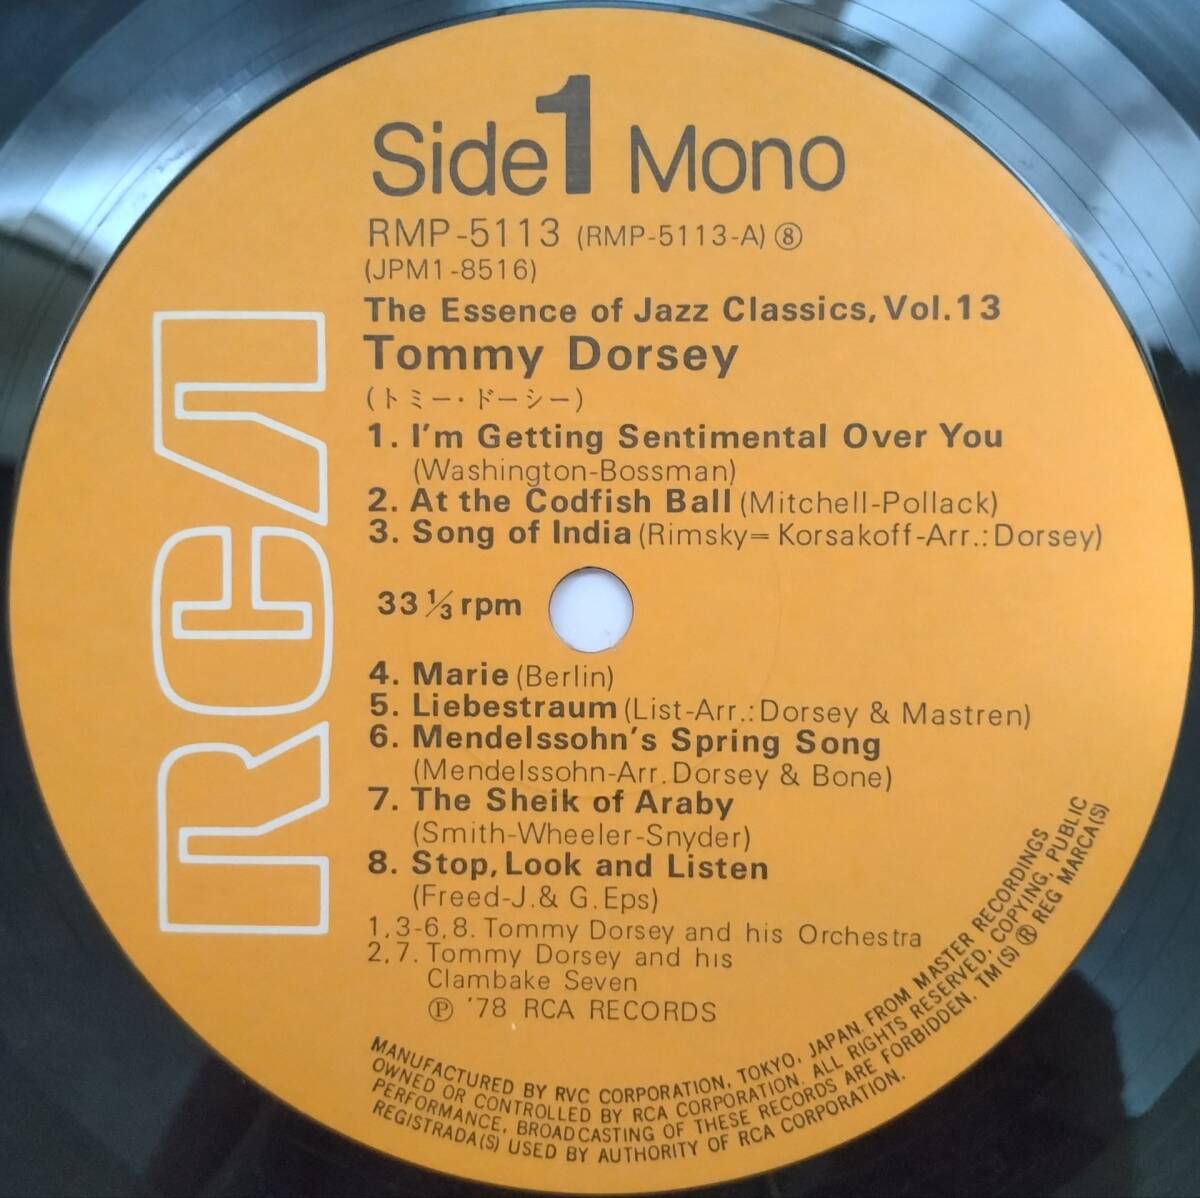 Side 1 Mono
RMP-5113 (RMP-5113-A) ⑧
(JPM1-8516)
The Essence of Jazz Classics, Vol.13
Tommy Dorsey
(トミー・ドーシー)
1. I'm Getting Sentimental Over You
(Washington-Bossman)
2. At the Codfish Ball (Mitchell-Pollack)
3. Song of India (Rimsky=Korsakoff-Arr.:Dorsey)
33 1/3 rpm
4. Marie (Berlin)
5. Liebestraum (List-Arr.:Dorsey & Mastren)
6. Mendelssohn's Spring Song
(Mendelssohn-Arr. Dorsey & Bone)
7. The Sheik of Araby
(Smith-Wheeler-Snyder)
8. Stop, Look and Listen
(Freed-J. & G. Eps)
1,3-6,8. Tommy Dorsey and his Orchestra
2,7. Tommy Dorsey and his
Clambake Seven
Ⓟ '78 RCA RECORDS
RCA
MANUFACTURED BY RVC CORPORATION, TOKYO, JAPAN. FROM MASTER RECORDINGS
OWNED OR CONTROLLED BY RCA CORPORATION. ALL RIGHTS RESERVED. COPYING, PUBLIC
PERFORMANCE, BROADCASTING OF THESE RECORDS ARE FORBIDDEN. TM(S) ® REG MARCA(S)
REGISTRADA(S) USED BY AUTHORITY OF RCA CORPORATION.